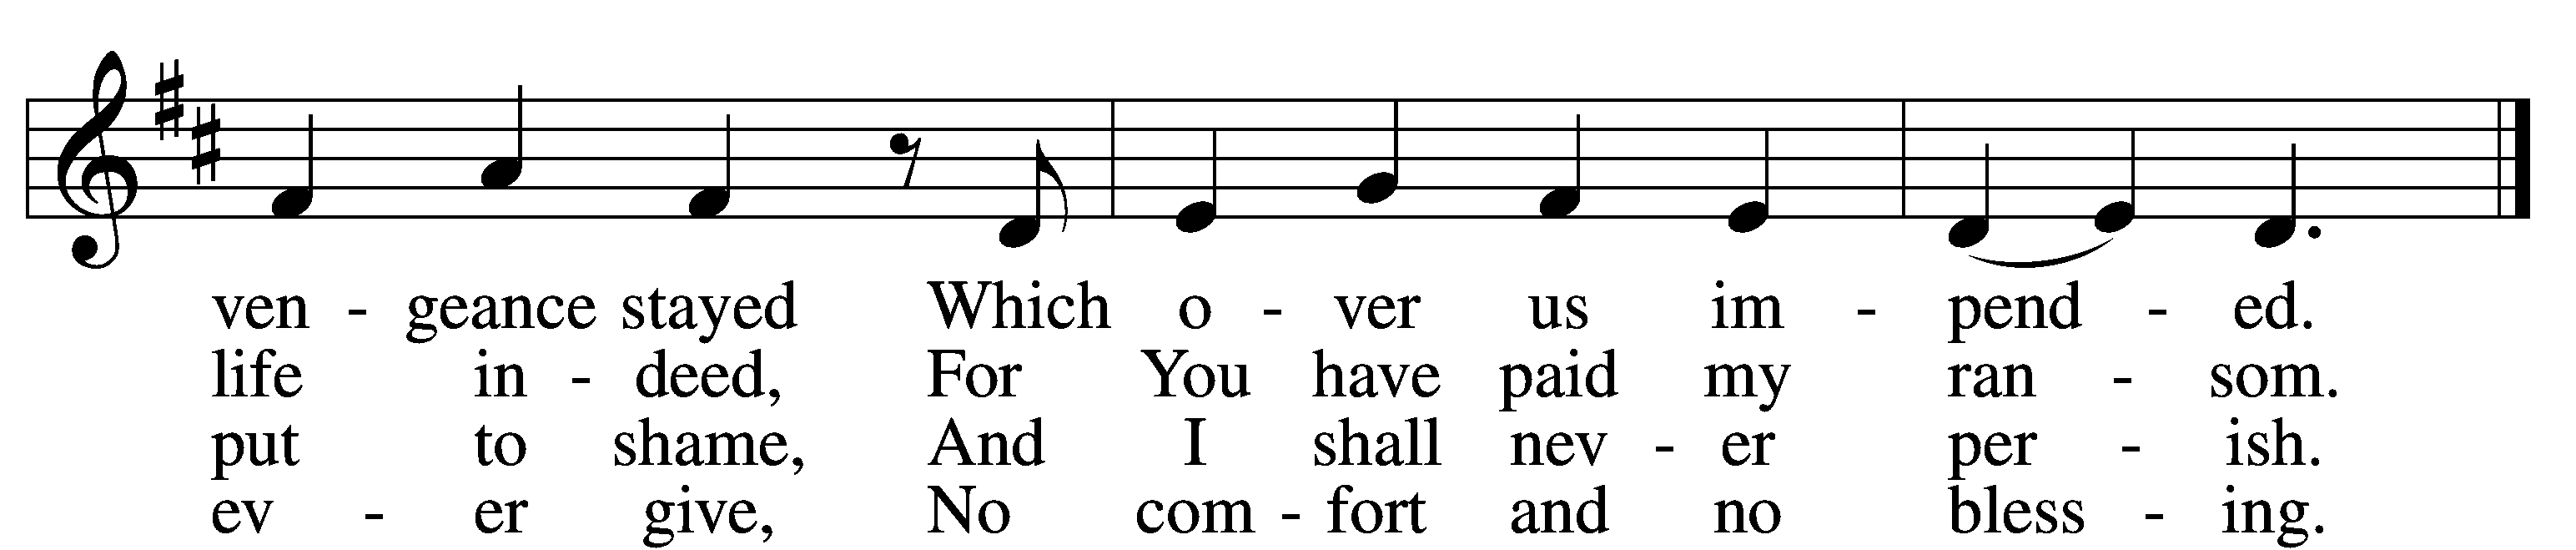 ven - geance stayed Which o - ver us im - pend - ed.
life in - deed, For You have paid my ran - som.
put to shame, And I shall nev - er per - ish.
ev - er give, No com - fort and no bless - ing.